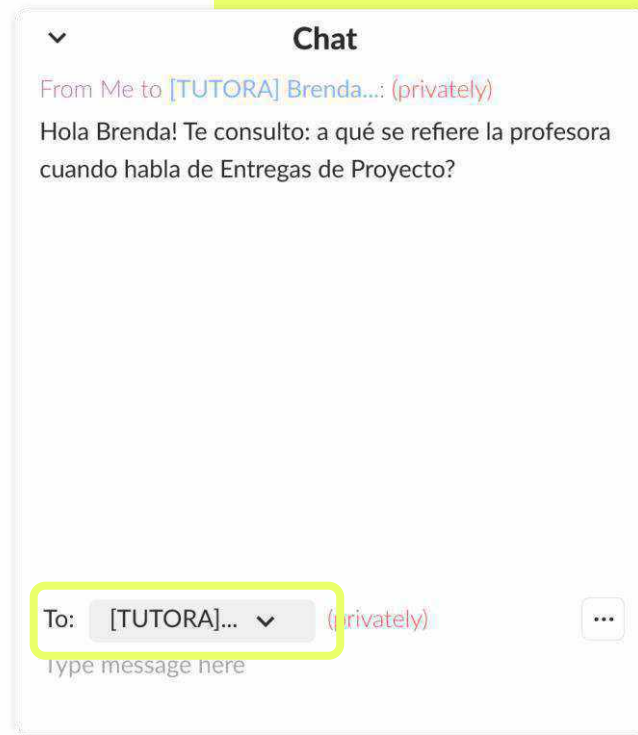 Chat
From Me to [TUTORA] Brenda...: (privately)
Hola Brenda! Te consulto: a qué se refiere la profesora
cuando habla de Entregas de Proyecto?
To: [TUTORA]... (privately) ...
Type message here